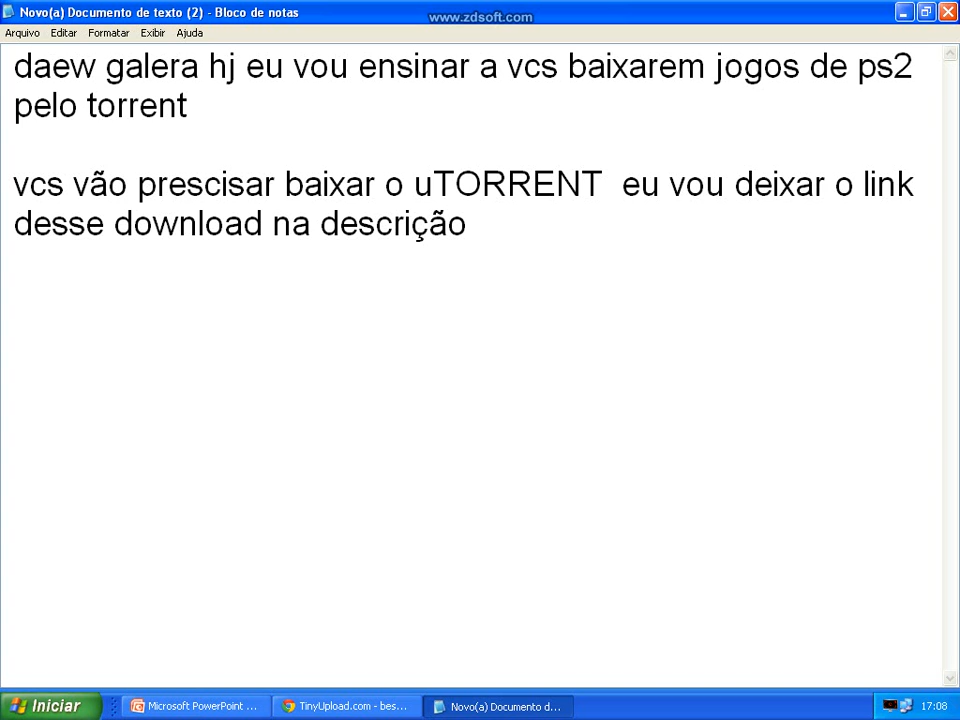 Novo(a) Documento de texto (2) - Bloco de notas
www.zdsoft.com
Arquivo Editar Formatar Exibir Ajuda
daew galera hj eu vou ensinar a vcs baixarem jogos de ps2
pelo torrent
vcs vão prescisar baixar o uTORRENT  eu vou deixar o link
desse download na descrição
Iniciar
Microsoft PowerPoint ...
TinyUpload.com - bes...
Novo(a) Documento d...
17:08